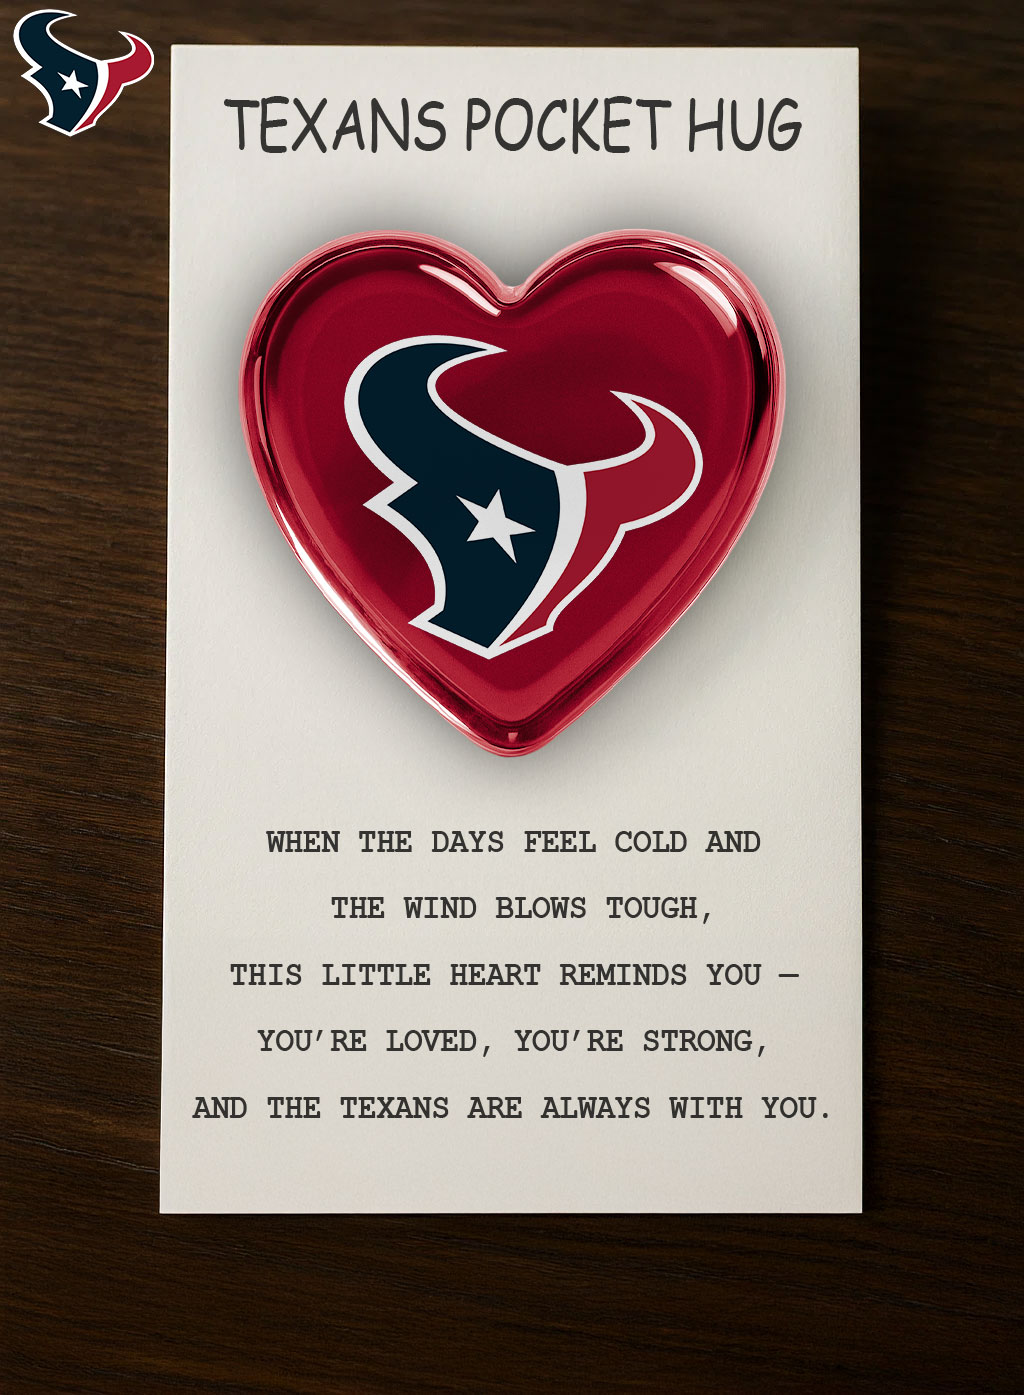 TEXANS POCKET HUG
WHEN THE DAYS FEEL COLD AND
THE WIND BLOWS TOUGH,
THIS LITTLE HEART REMINDS YOU —
YOU’RE LOVED, YOU’RE STRONG,
AND THE TEXANS ARE ALWAYS WITH YOU.